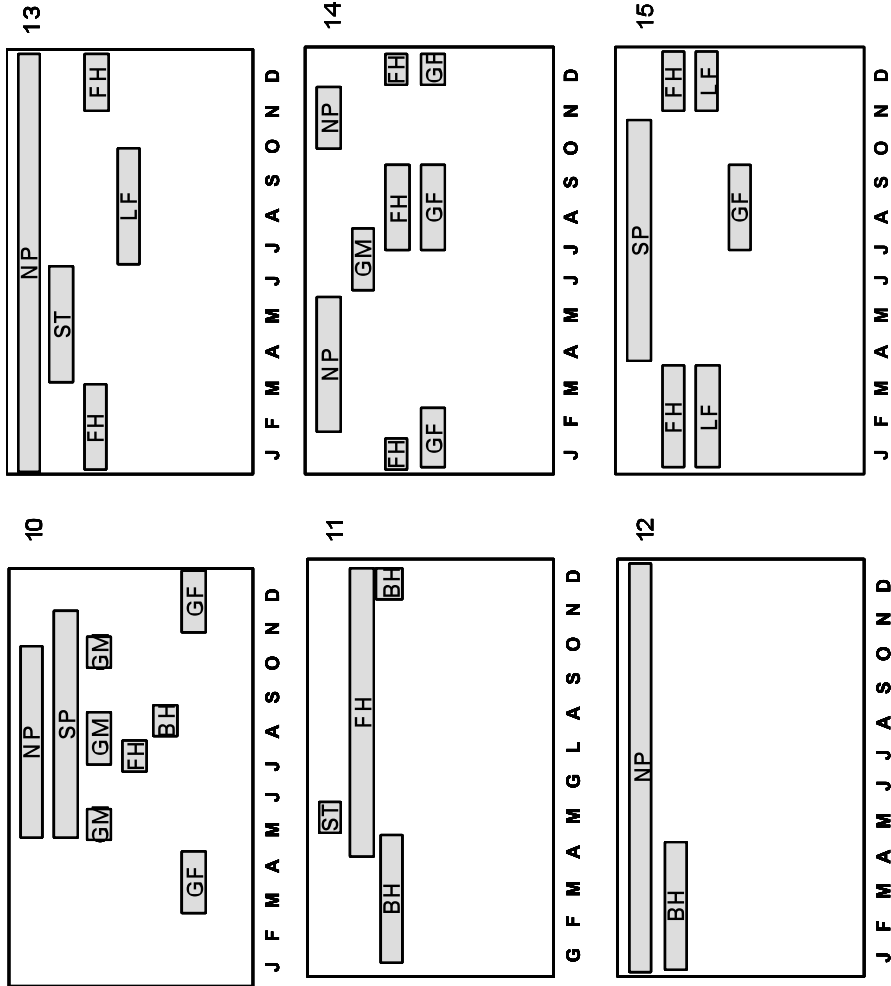 10
NP
SP
GM GM GM
FH
BH
GF GF
J F M A M J J A S O N D
11
ST
FH
BH BH
G F M A M G L A S O N D
12
NP
BH
J F M A M J J A S O N D
13
NP
ST
FH FH
LF
J F M A M J J A S O N D
14
NP NP
GM
FH FH FH
GF GF GF
J F M A M J J A S O N D
15
SP
FH FH
LF LF
GF
J F M A M J J A S O N D